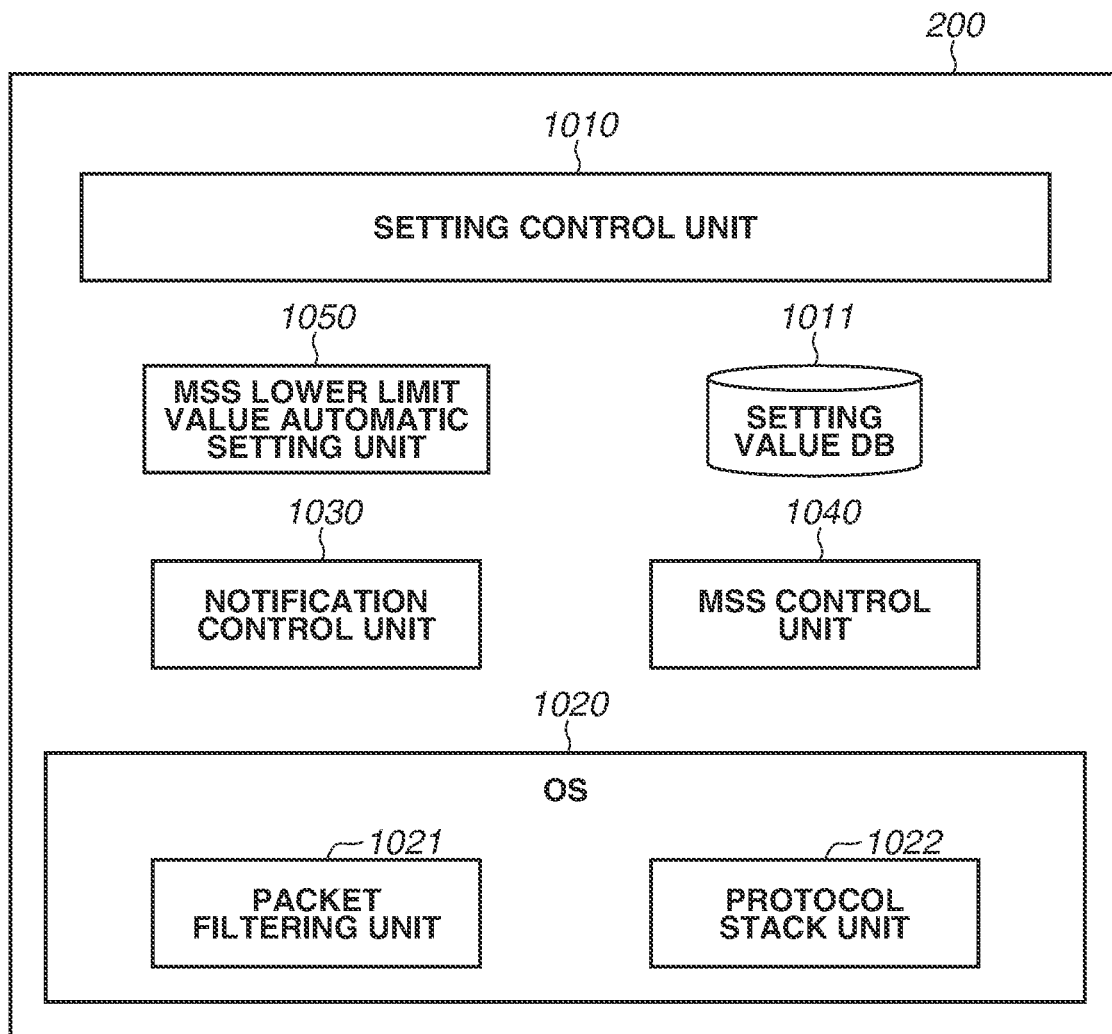 200
1010
SETTING CONTROL UNIT
1050
MSS LOWER LIMIT
VALUE AUTOMATIC
SETTING UNIT
1011
SETTING
VALUE DB
1030
NOTIFICATION
CONTROL UNIT
1040
MSS CONTROL
UNIT
1020
OS
1021
PACKET
FILTERING UNIT
1022
PROTOCOL
STACK UNIT